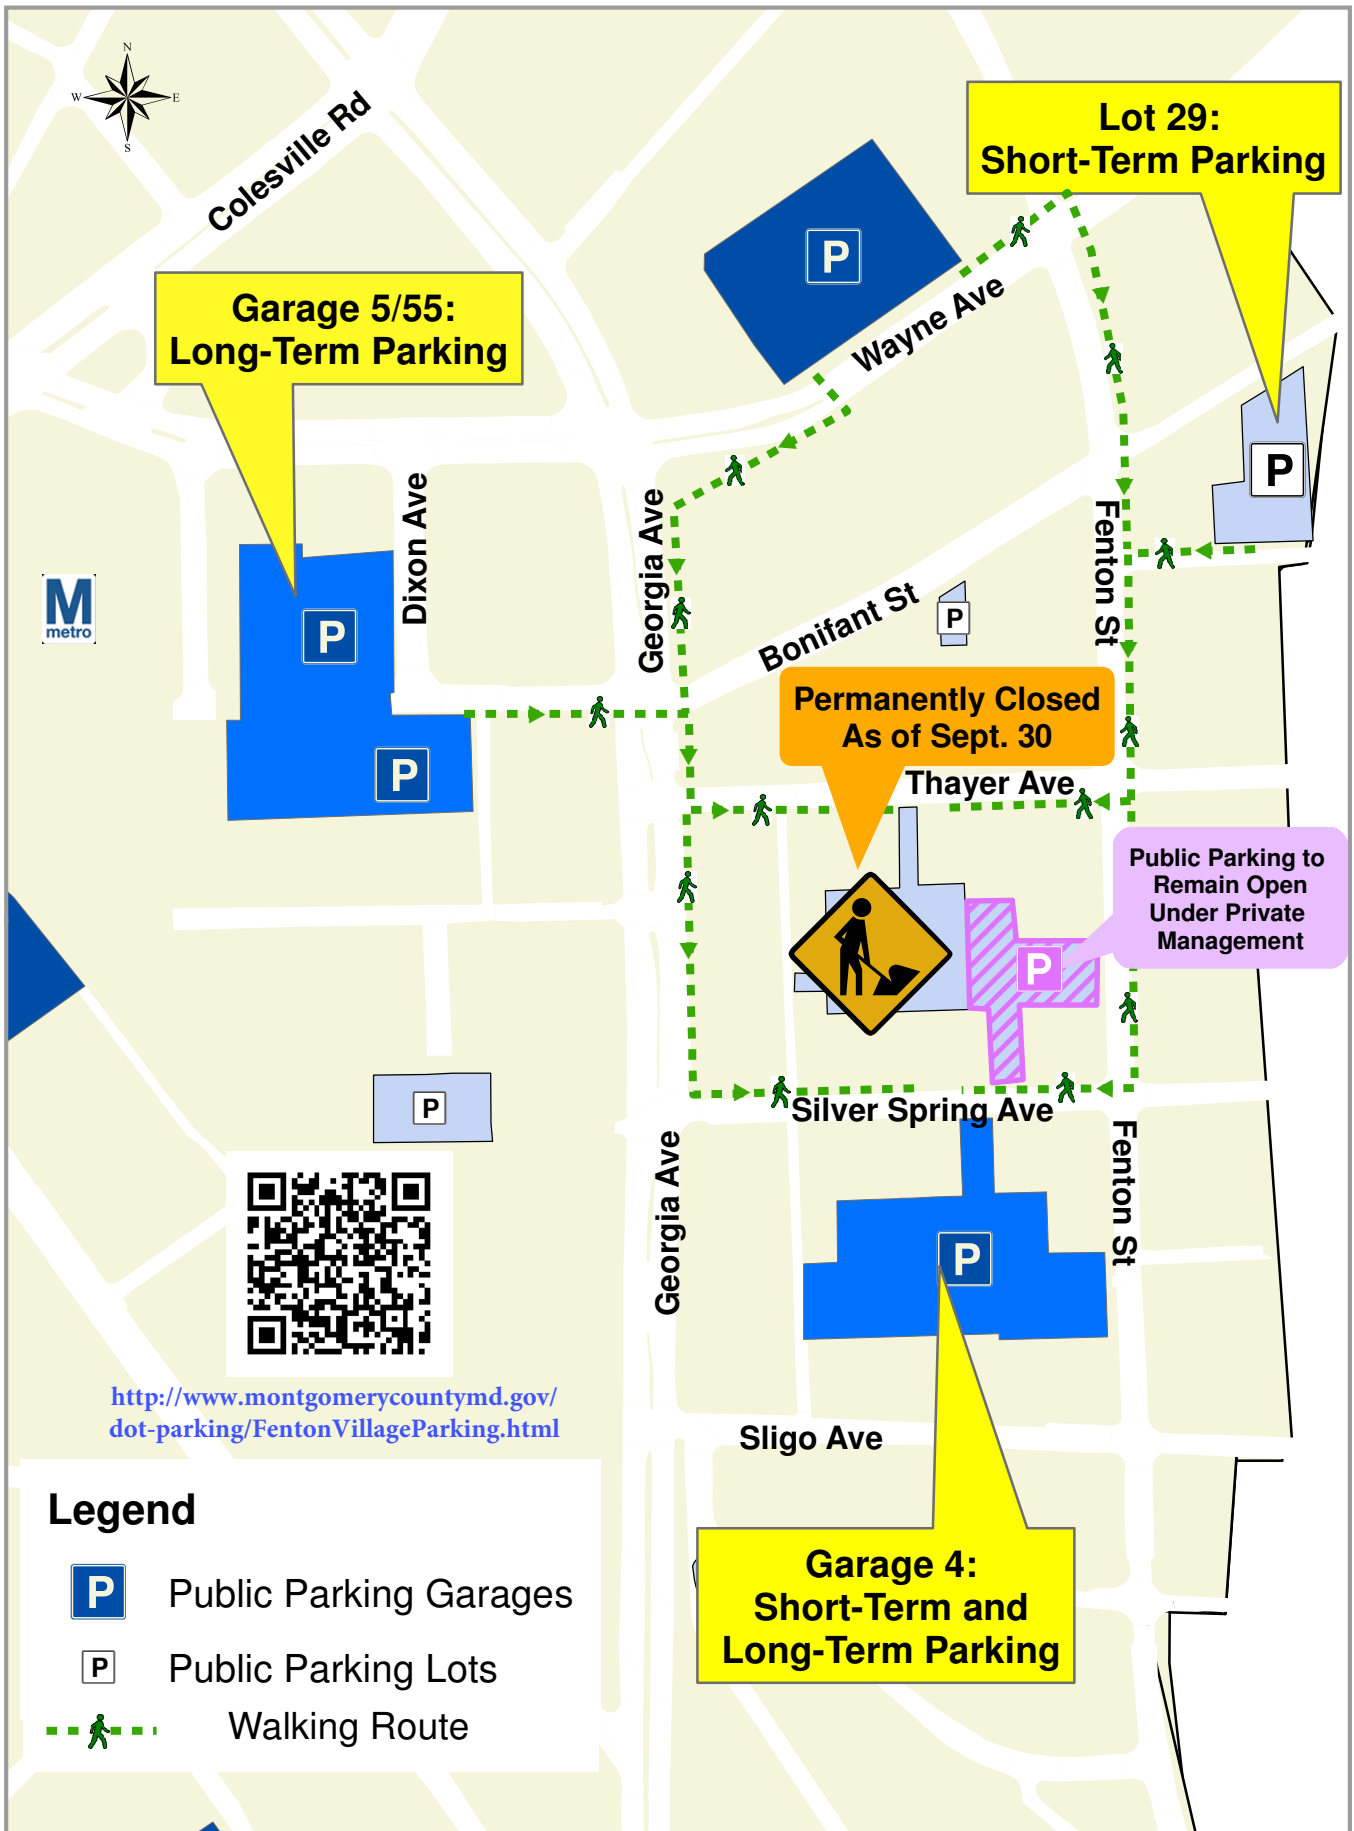 N
W
E
S
Colesville Rd
Lot 29:
Short-Term Parking
P
Wayne Ave
Garage 5/55:
Long-Term Parking
P
Dixon Ave
Georgia Ave
Fenton St
M
metro
P
Bonifant St
P
Permanently Closed
As of Sept. 30
P
Thayer Ave
Public Parking to
Remain Open
Under Private
Management
P
P
Silver Spring Ave
Georgia Ave
Fenton St
P
http://www.montgomerycountymd.gov/
dot-parking/FentonVillageParking.html
Sligo Ave
Garage 4:
Short-Term and
Long-Term Parking
Legend
P Public Parking Garages
P Public Parking Lots
Walking Route